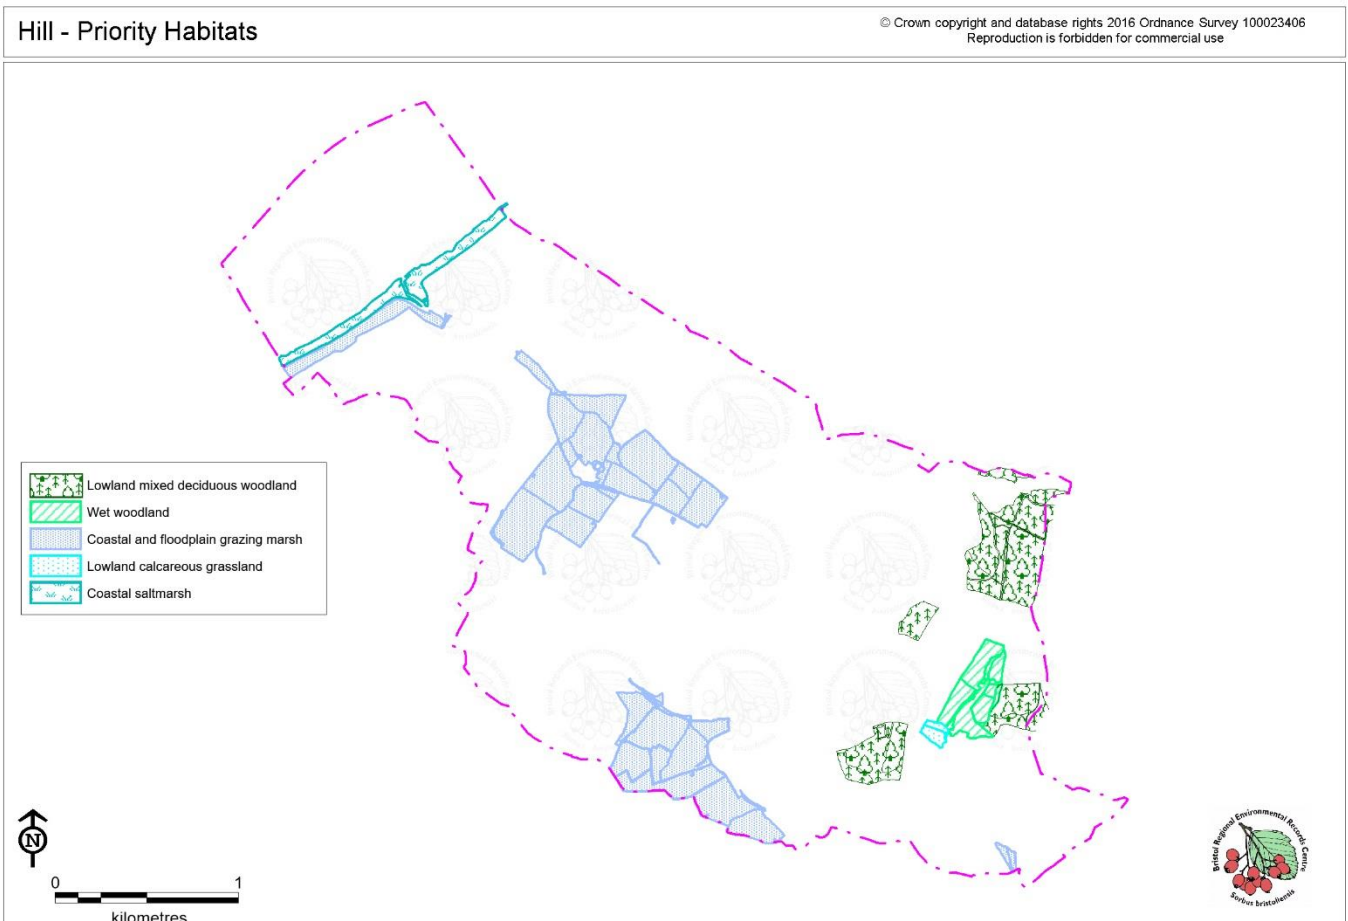 Hill - Priority Habitats
© Crown copyright and database rights 2016 Ordnance Survey 100023406
Reproduction is forbidden for commercial use
Lowland mixed deciduous woodland
Wet woodland
Coastal and floodplain grazing marsh
Lowland calcareous grassland
Coastal saltmarsh
N
0 1
kilometres
Bristol Regional Environmental Records Centre
Sorbus bristoliensis